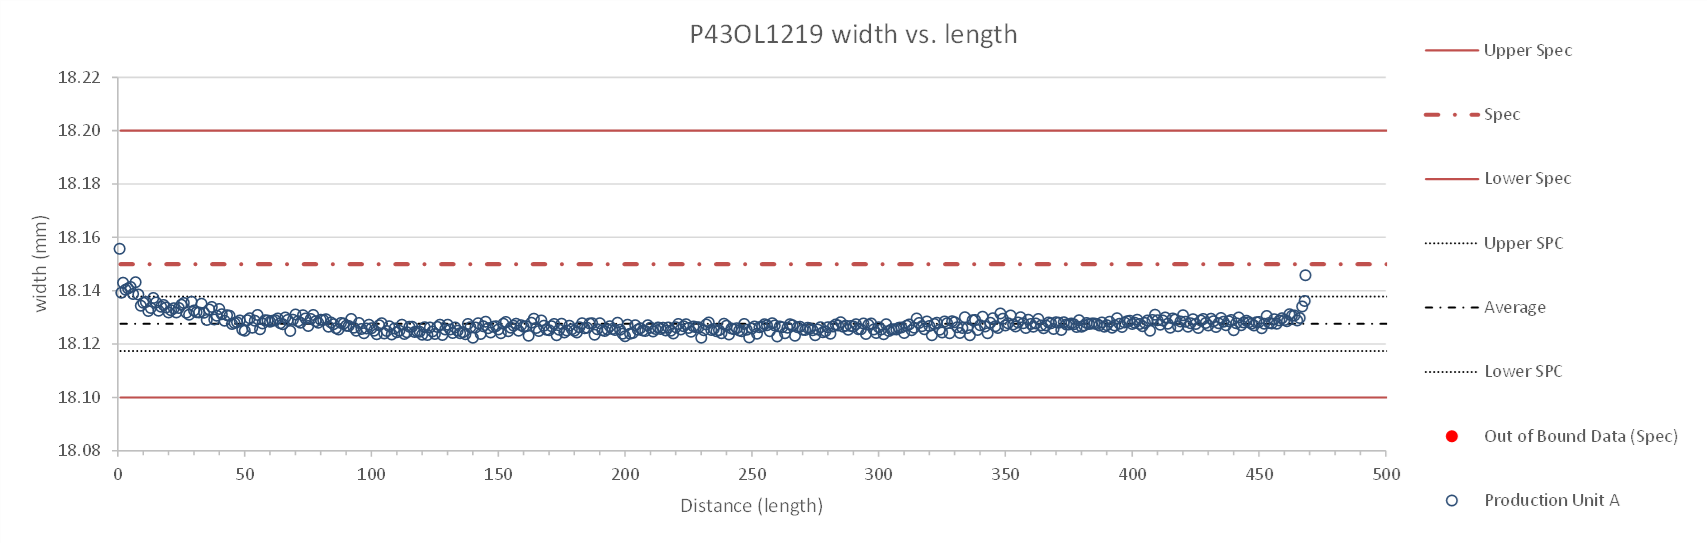 P43OL1219 width vs. length
Upper Spec
Spec
Lower Spec
Upper SPC
Average
Lower SPC
Out of Bound Data (Spec)
Production Unit A
width (mm)
18.22
18.20
18.18
18.16
18.14
18.12
18.10
18.08
0 50 100 150 200 250 300 350 400 450 500
Distance (length)